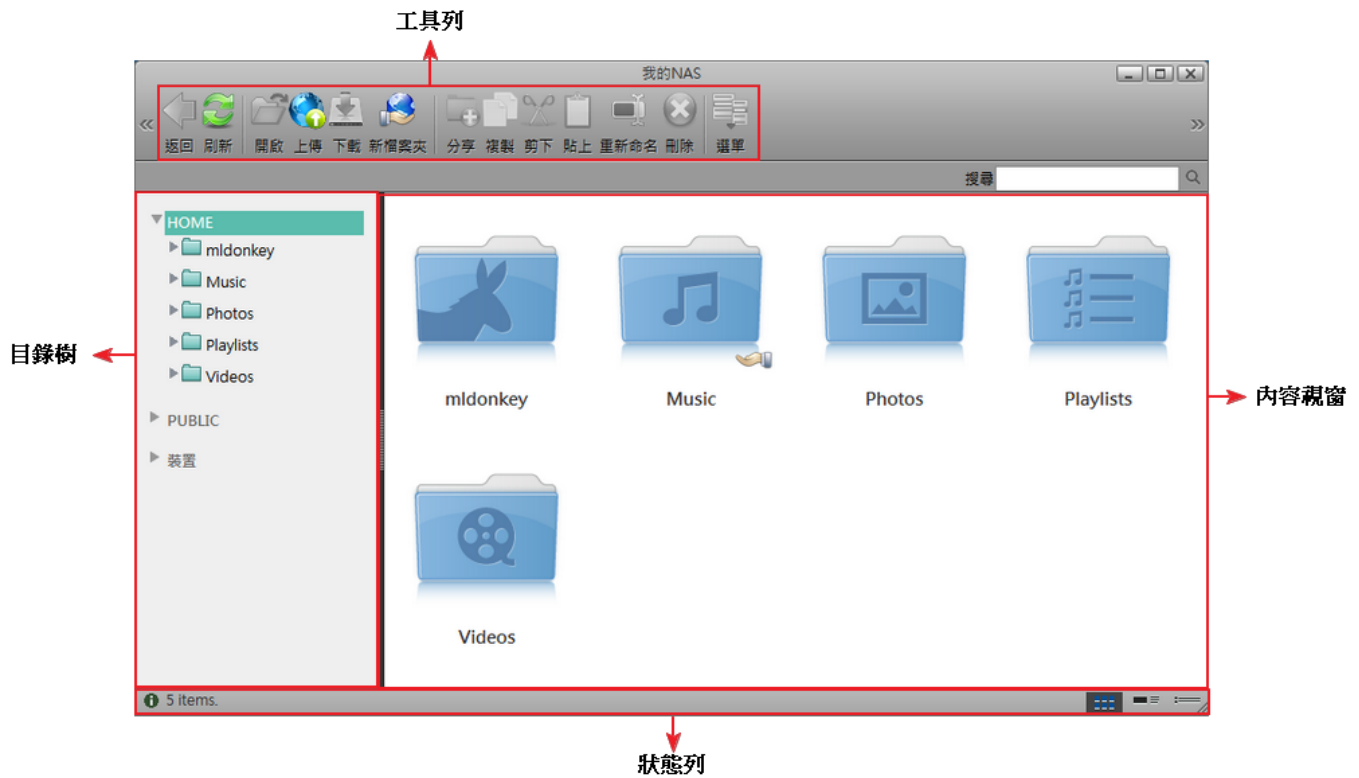 工具列
我的NAS
返回 刷新 開啟 上傳 下載 新檔案夾 分享 複製 剪下 貼上 重新命名 刪除 選單
搜尋
HOME
mldonkey
Music
Photos
Playlists
Videos
PUBLIC
裝置
目錄樹
mldonkey Music Photos Playlists
Videos
內容視窗
5 items.
狀態列